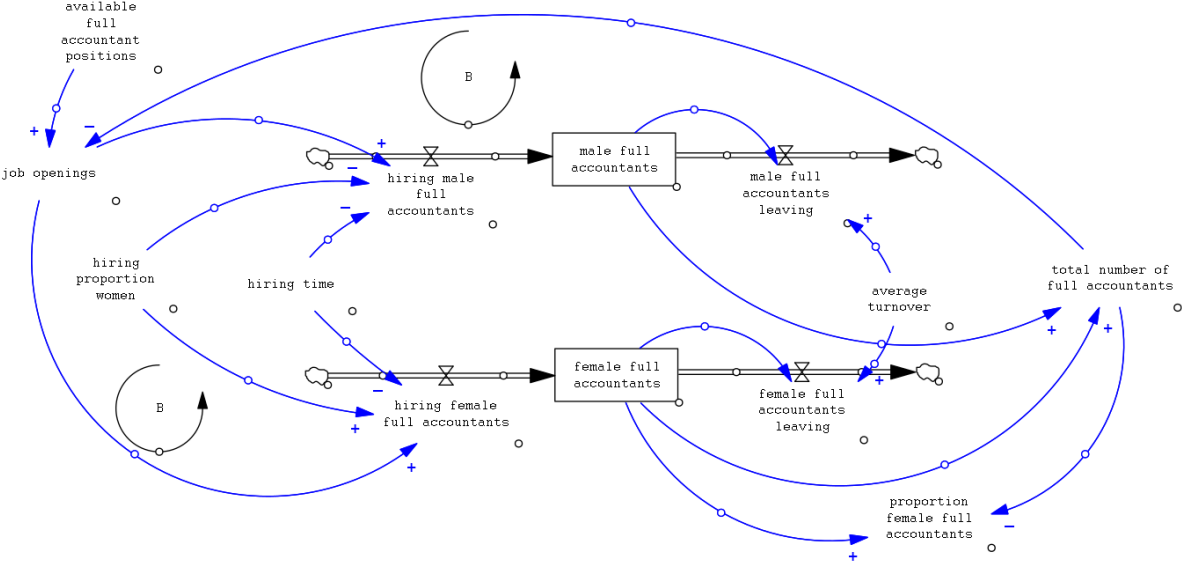 available
full
accountant
positions
B
+
−
+
job openings
male full
accountants
−
hiring male
full
accountants
male full
accountants
leaving
−
+
hiring
proportion
women
hiring time
average
turnover
total number of
full accountants
+
+
female full
accountants
+
−
B
hiring female
full accountants
female full
accountants
leaving
+
+
proportion
female full
accountants
−
+